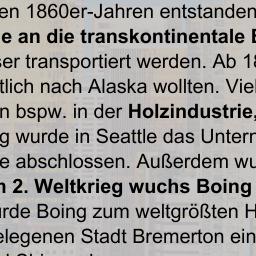 en 1860er-Jahren entstanden
e an die transkontinentale
ser transportiert werden. Ab 18
tlich nach Alaska wollten. Viel
n bspw. in der Holzindustrie,
g wurde in Seattle das Untern
e abschlossen. Außerdem wu
2. Weltkrieg wuchs Boing
urde Boing zum weltgrößten H
elegenen Stadt Bremerton ein